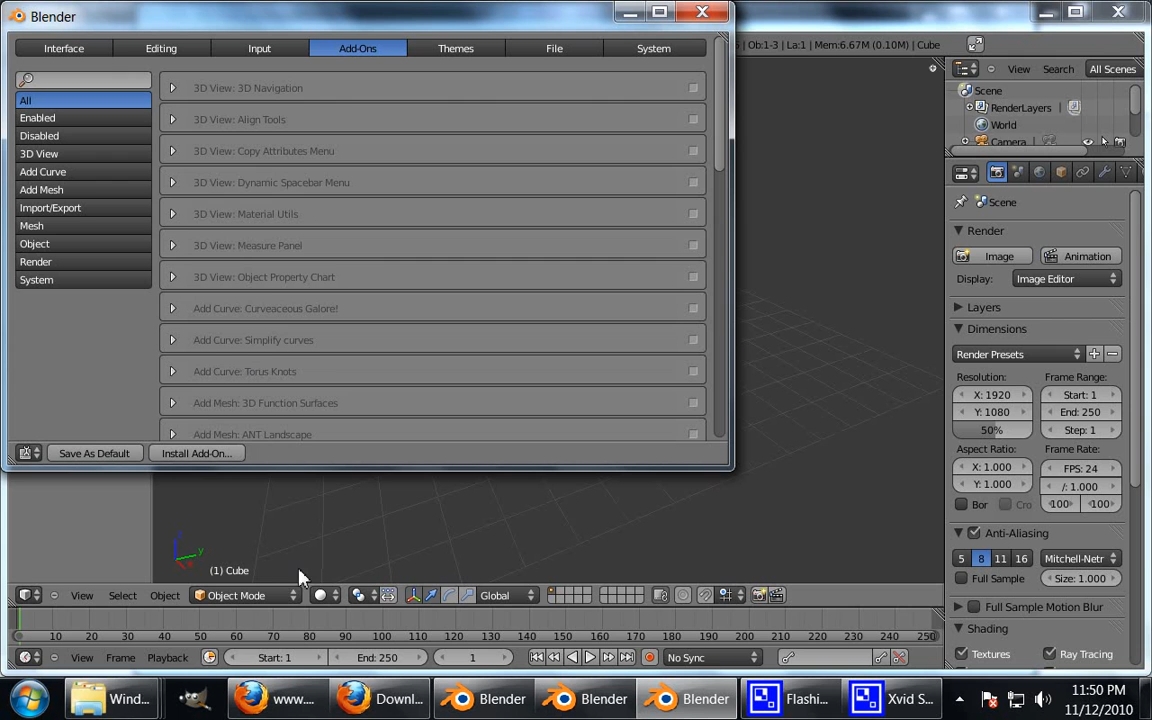 Blender
Interface
Editing
Input
Add-Ons
Themes
File
System
Ob:1-3 | La:1 | Mem:6.67M (0.10M) | Cube
All
Enabled
Disabled
3D View
Add Curve
Add Mesh
Import/Export
Mesh
Object
Render
System
3D View: 3D Navigation
3D View: Align Tools
3D View: Copy Attributes Menu
3D View: Dynamic Spacebar Menu
3D View: Material Utils
3D View: Measure Panel
3D View: Object Property Chart
Add Curve: Curveaceous Galore!
Add Curve: Simplify curves
Add Curve: Torus Knots
Add Mesh: 3D Function Surfaces
Add Mesh: ANT Landscape
Save As Default
Install Add-On...
View Search All Scenes
Scene
RenderLayers
World
Camera
Scene
Render
Image
Animation
Display: Image Editor
Layers
Dimensions
Render Presets
Resolution: Frame Range:
X: 1920 Start: 1
Y: 1080 End: 250
50% Step: 1
Aspect Ratio: Frame Rate:
X: 1.000 FPS: 24
Y: 1.000 /: 1.000
Bor Cro 100 100
Anti-Aliasing
5 8 11 16 Mitchell-Netr
Full Sample Size: 1.000
Full Sample Motion Blur
Shading
Textures Ray Tracing
z
y
x
(1) Cube
View Select Object Object Mode Global
10 20 30 40 50 60 70 80 90 100 110 120 130 140 150 160 170 180 190 200 210 220 230 240 250
View Frame Playback Start: 1 End: 250 1 No Sync
Wind... www.... Downl... Blender Blender Blender Flashi... Xvid S...
11:50 PM
11/12/2010